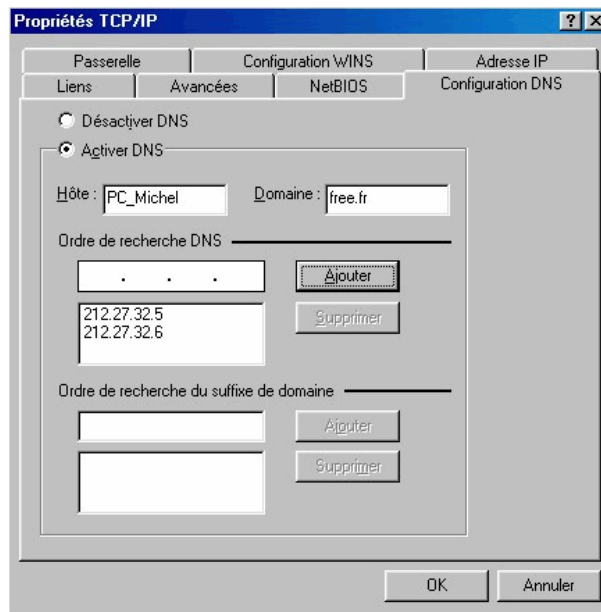 Propriétés TCP/IP
Passerelle Configuration WINS Adresse IP
Liens Avancées NetBIOS Configuration DNS
Désactiver DNS
Activer DNS
Hôte : PC_Michel Domaine : free.fr
Ordre de recherche DNS
. . . Ajouter
212.27.32.5 Supprimer
212.27.32.6
Ordre de recherche du suffixe de domaine
Ajouter
Supprimer
OK Annuler